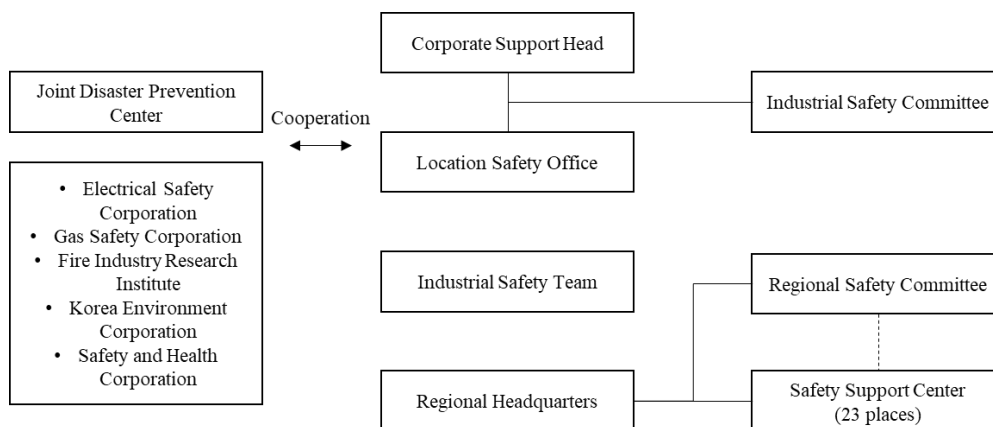 Corporate Support Head
Joint Disaster Prevention
Center
Cooperation
Industrial Safety Committee
Location Safety Office
• Electrical Safety
Corporation
• Gas Safety Corporation
• Fire Industry Research
Institute
• Korea Environment
Corporation
• Safety and Health
Corporation
Industrial Safety Team
Regional Safety Committee
Regional Headquarters
Safety Support Center
(23 places)